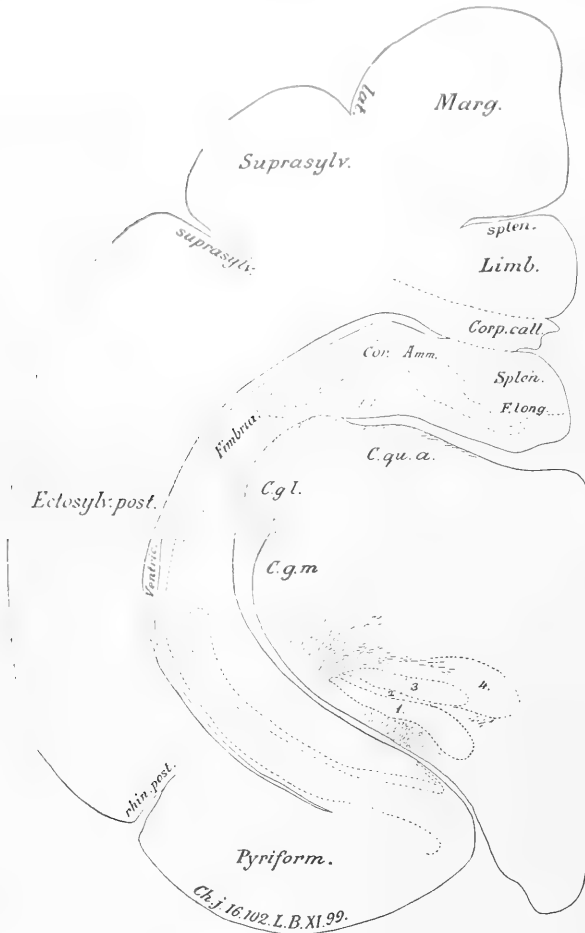 lat.
Marg.
Suprasylv.
suprasylv.
splen.
Limb.
Corp. call.
Cor. Amm.
Splen.
F. long.
Fimbria.
C. qu. a.
Ectosylv. post.
C. g l.
Ventric.
C. g. m
4.
3
2
1.
rhin. post.
Pyriform.
Ch. j. 16. 102. L. B. XI. 99.